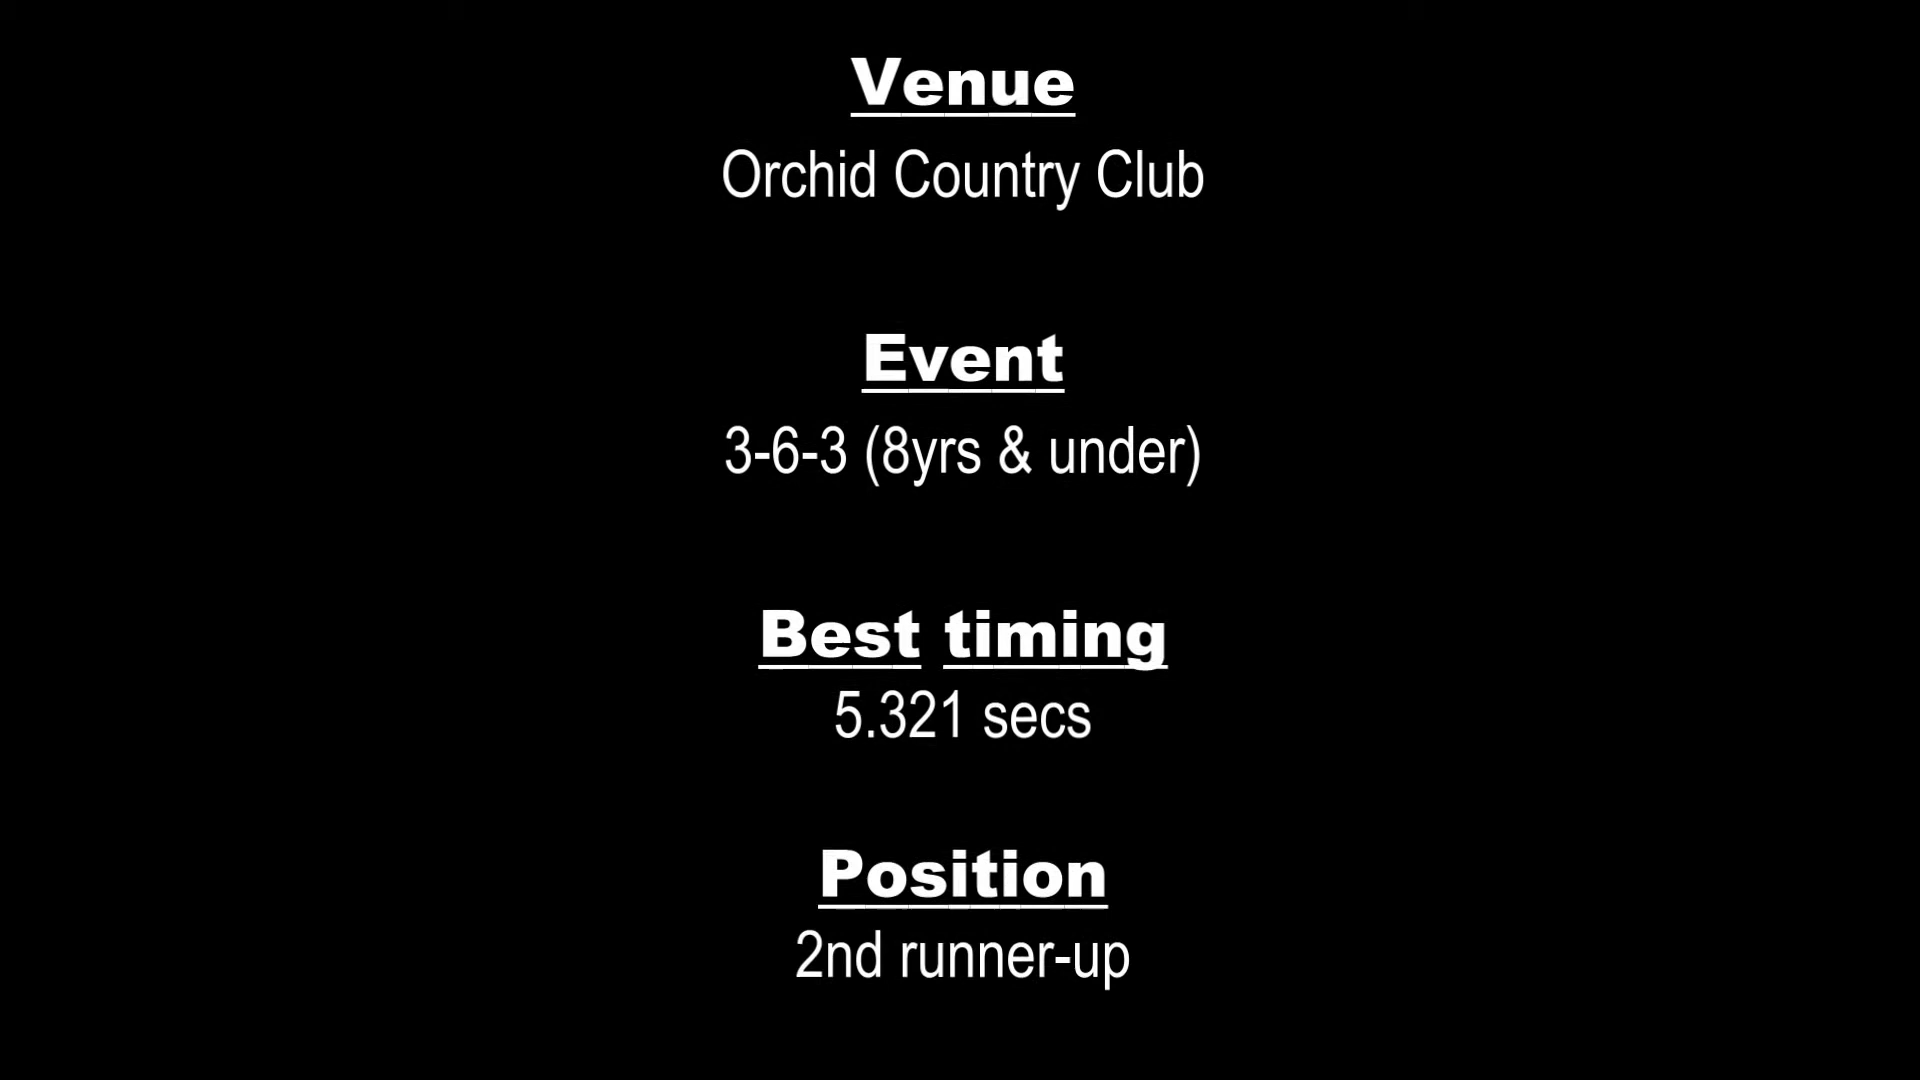 Venue
Orchid Country Club
Event
3-6-3 (8yrs & under)
Best timing
5.321 secs
Position
2nd runner-up